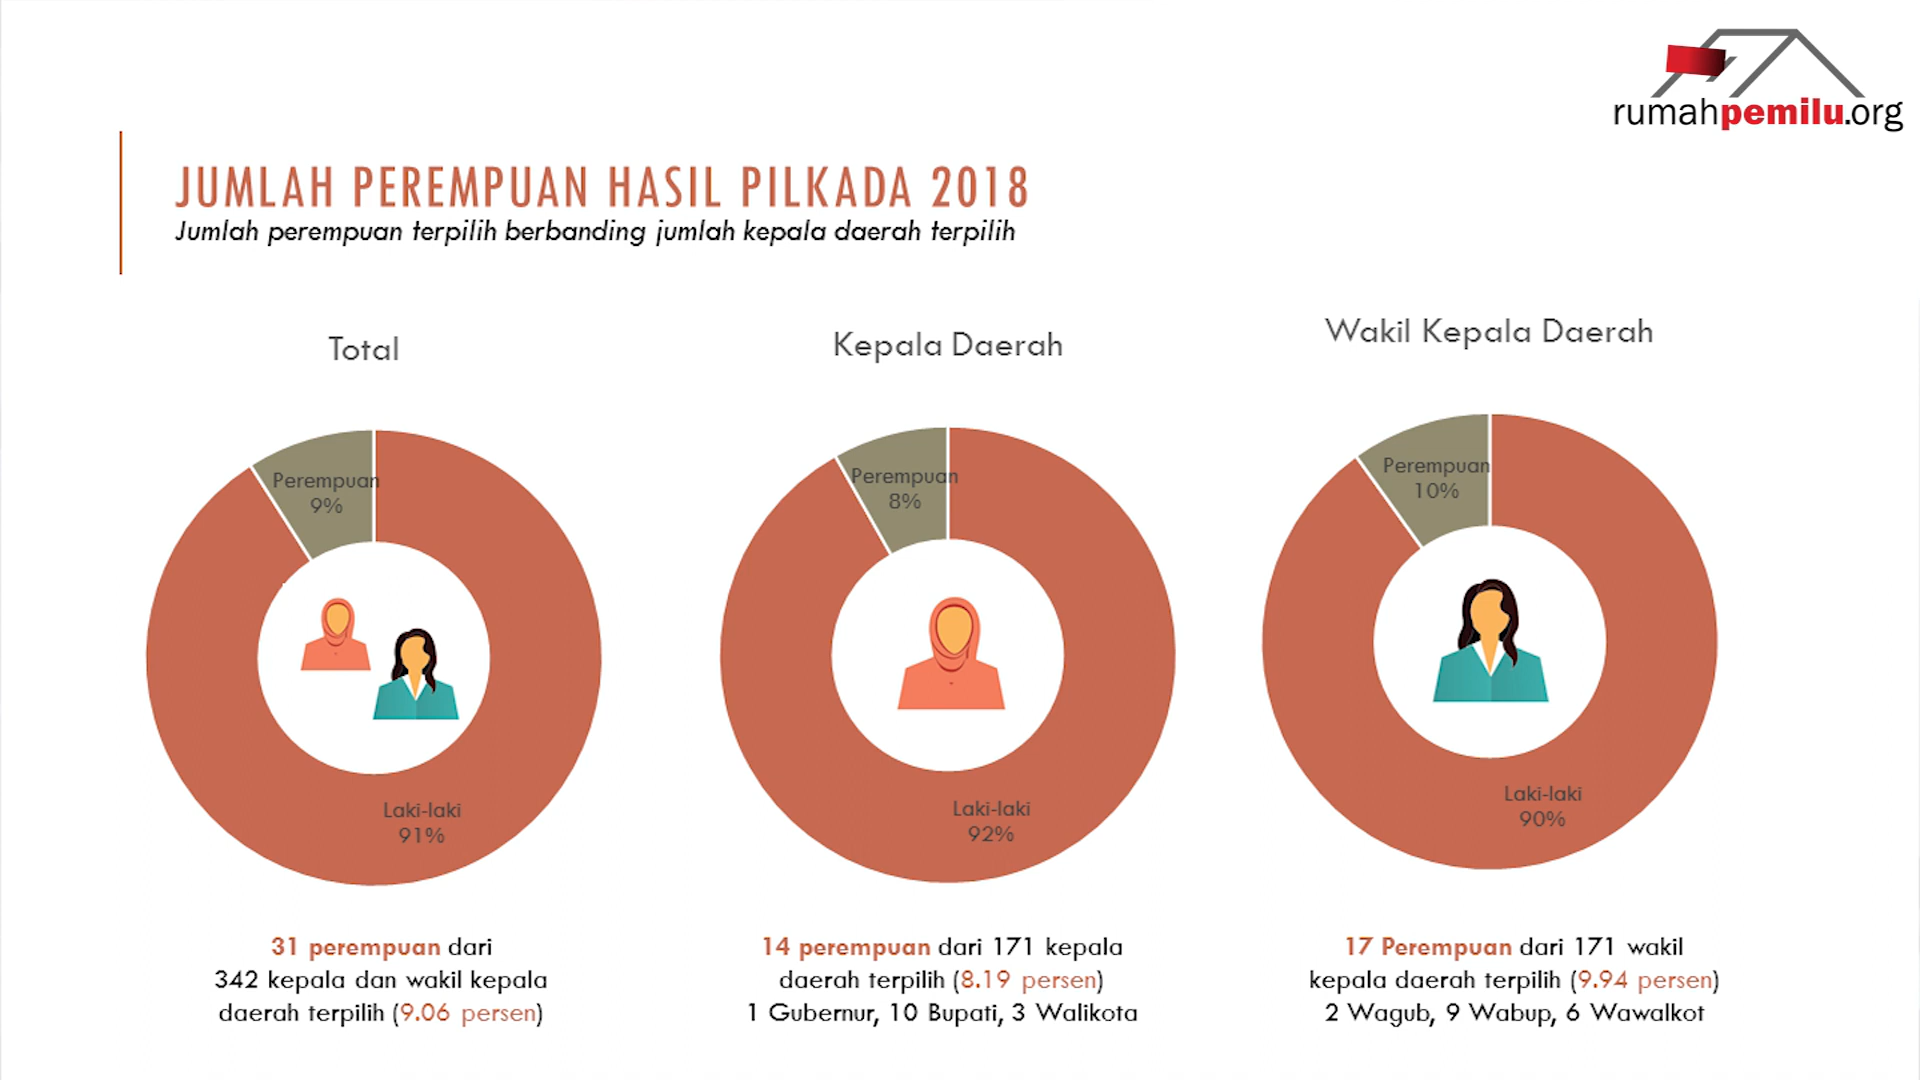 rumahpemilu.org
JUMLAH PEREMPUAN HASIL PILKADA 2018
Jumlah perempuan terpilih berbanding jumlah kepala daerah terpilih
Total
Perempuan
9%
Laki-laki
91%
31 perempuan dari
342 kepala dan wakil kepala
daerah terpilih (9.06 persen)
Kepala Daerah
Perempuan
8%
Laki-laki
92%
14 perempuan dari 171 kepala
daerah terpilih (8.19 persen)
1 Gubernur, 10 Bupati, 3 Walikota
Wakil Kepala Daerah
Perempuan
10%
Laki-laki
90%
17 Perempuan dari 171 wakil
kepala daerah terpilih (9.94 persen)
2 Wagub, 9 Wabup, 6 Wawalkot